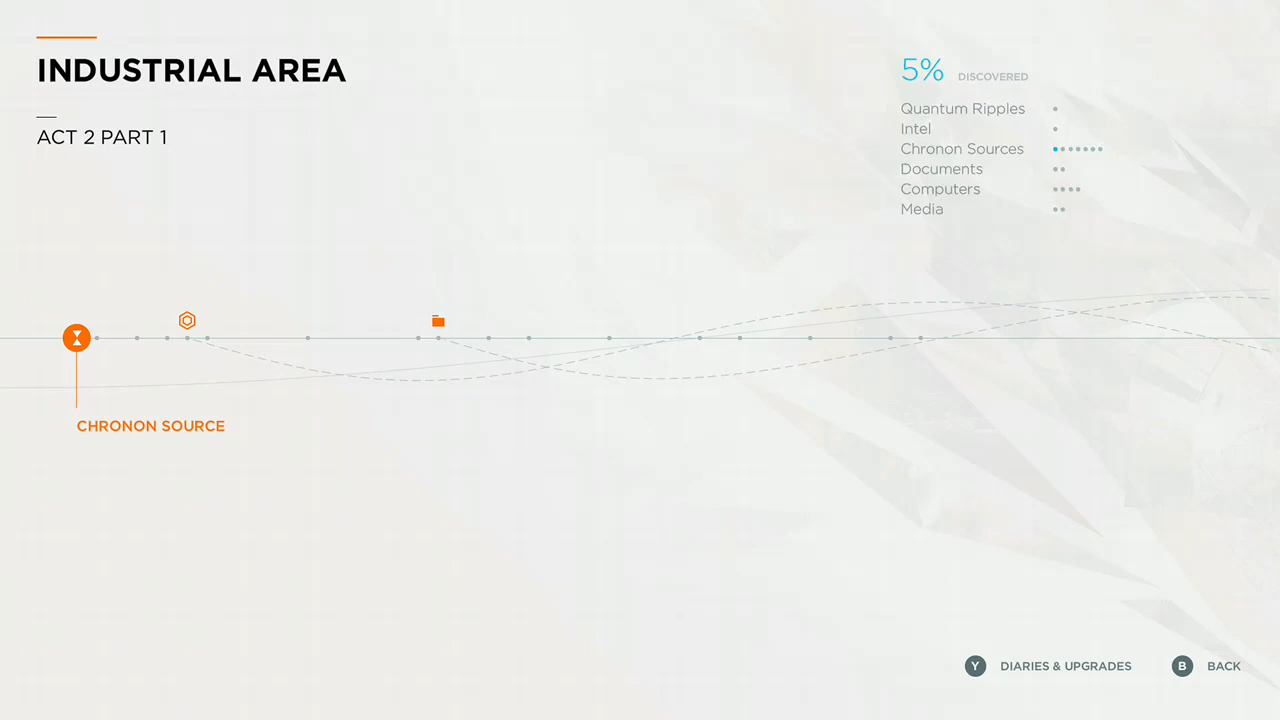 INDUSTRIAL AREA
ACT 2 PART 1
5% DISCOVERED
Quantum Ripples
Intel
Chronon Sources
Documents
Computers
Media
CHRONON SOURCE
Y DIARIES & UPGRADES B BACK